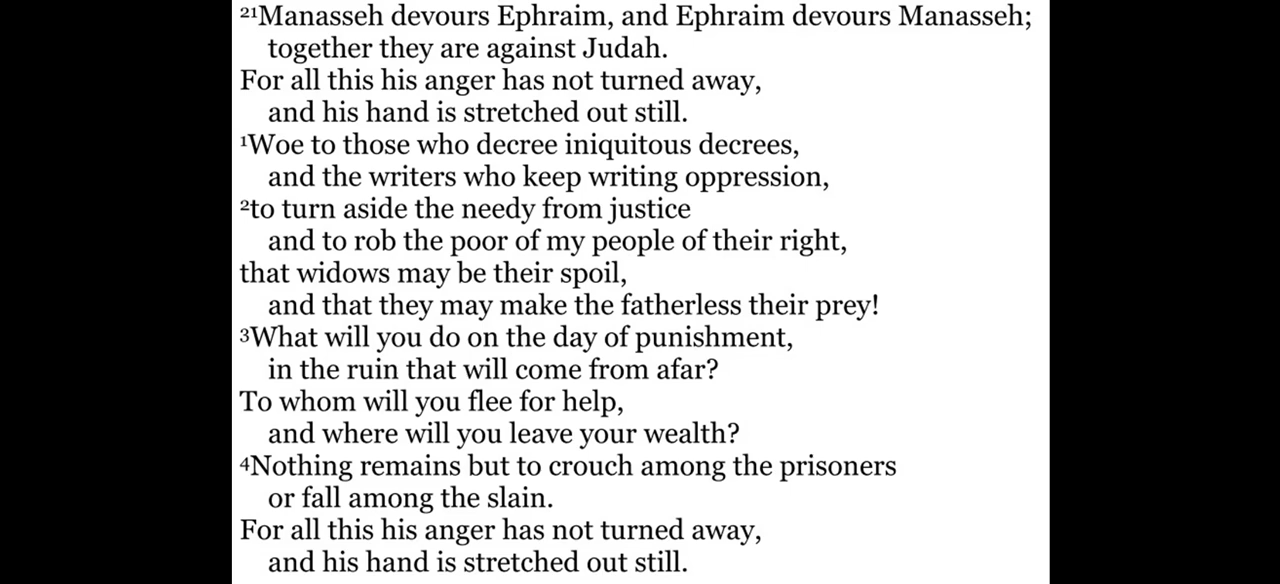 ²¹Manasseh devours Ephraim, and Ephraim devours Manasseh;
together they are against Judah.
For all this his anger has not turned away,
and his hand is stretched out still.
¹Woe to those who decree iniquitous decrees,
and the writers who keep writing oppression,
²to turn aside the needy from justice
and to rob the poor of my people of their right,
that widows may be their spoil,
and that they may make the fatherless their prey!
³What will you do on the day of punishment,
in the ruin that will come from afar?
To whom will you flee for help,
and where will you leave your wealth?
⁴Nothing remains but to crouch among the prisoners
or fall among the slain.
For all this his anger has not turned away,
and his hand is stretched out still.